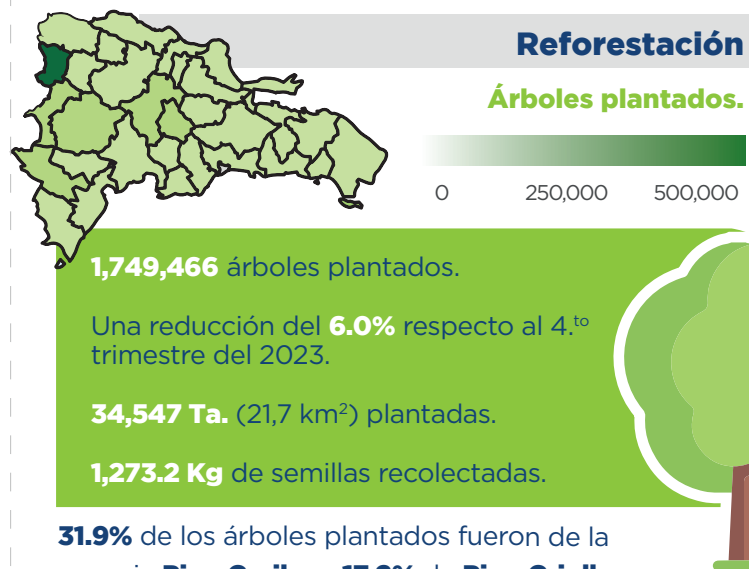 Reforestación
Árboles plantados.
0 250,000 500,000
1,749,466 árboles plantados.
Una reducción del 6.0% respecto al 4.to
trimestre del 2023.
34,547 Ta. (21,7 km²) plantadas.
1,273.2 Kg de semillas recolectadas.
31.9% de los árboles plantados fueron de la